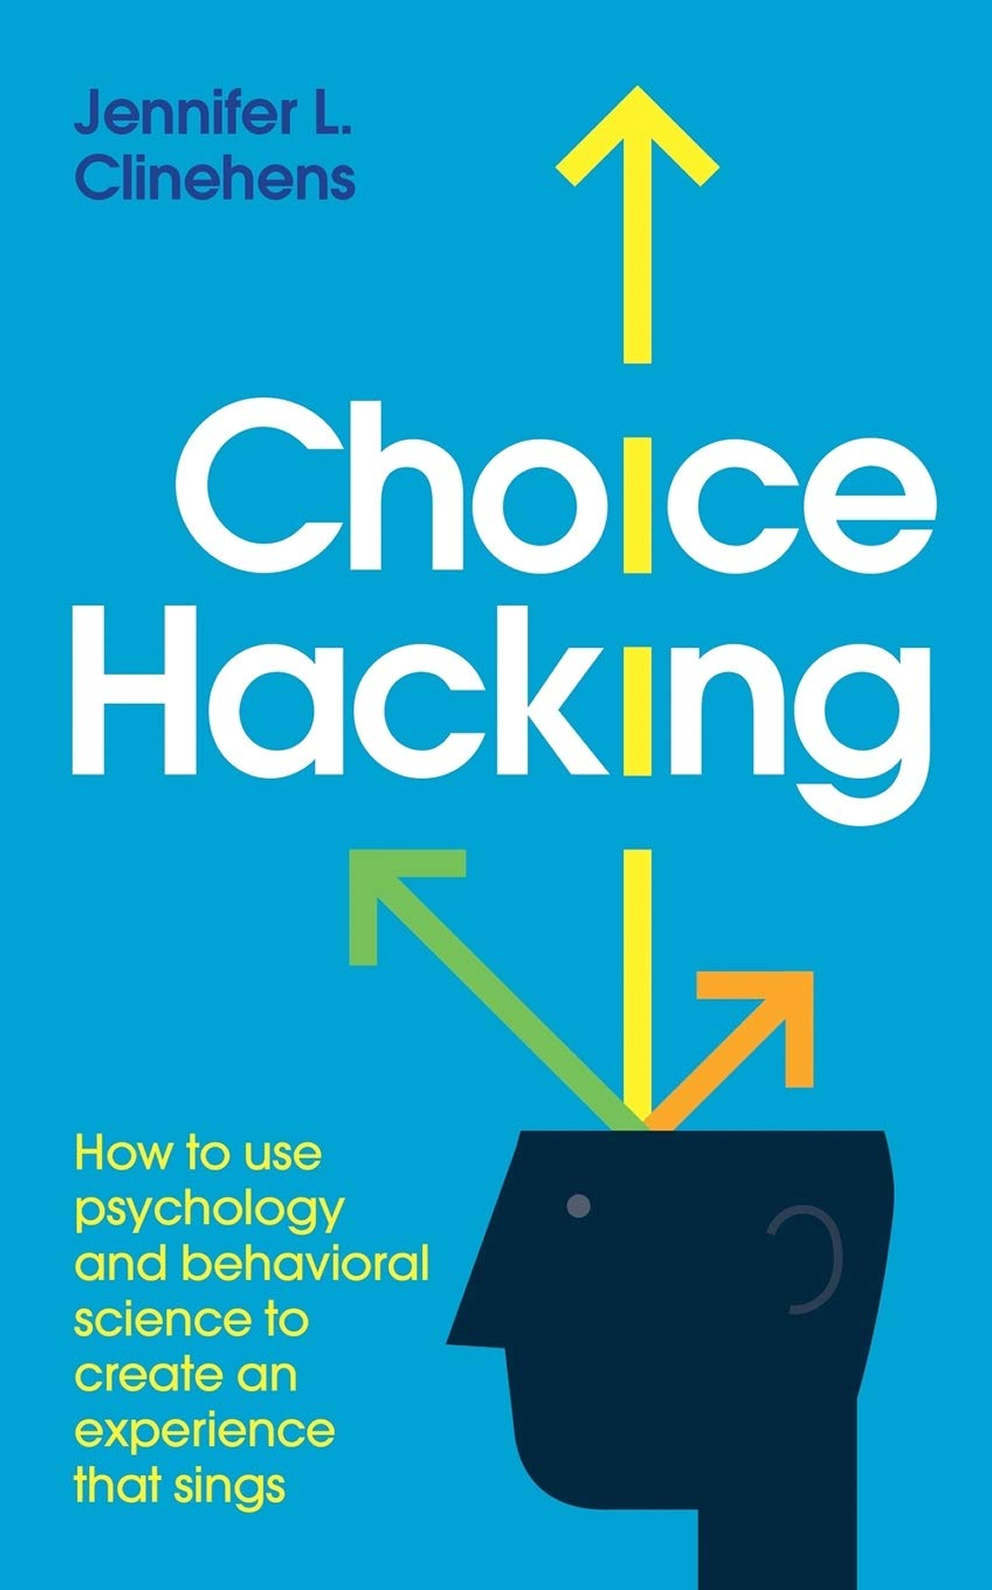 Jennifer L.
Clinehens
Choice
Hacking
How to use
psychology
and behavioral
science to
create an
experience
that sings